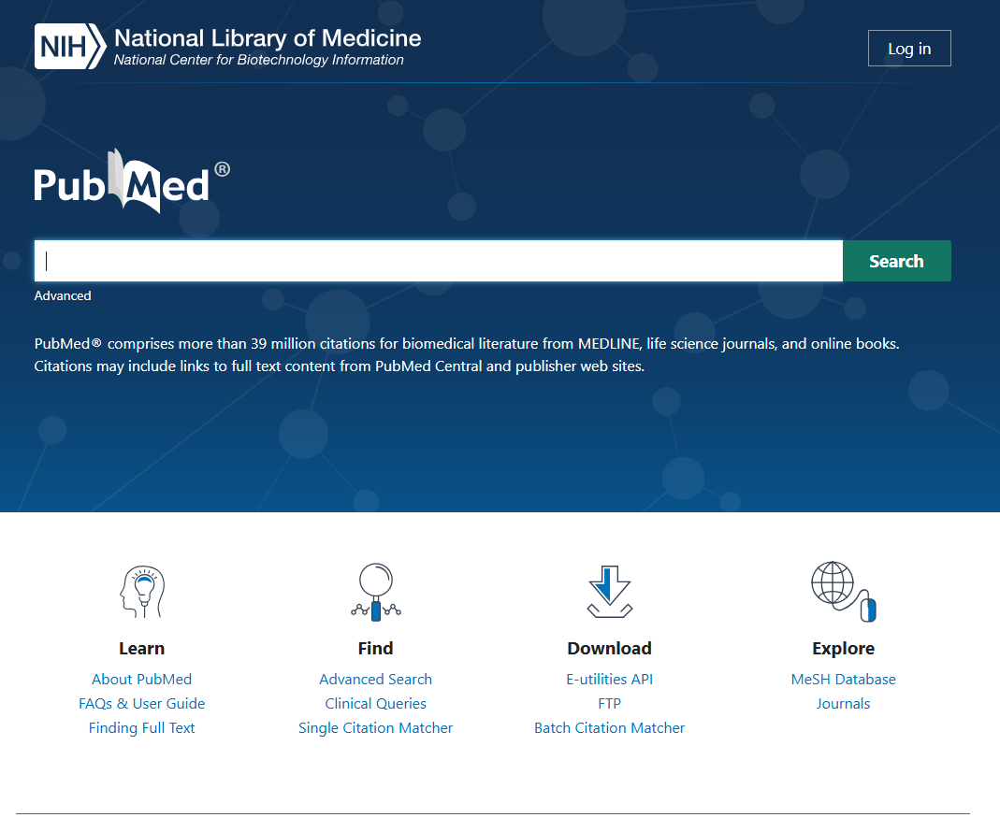 NIH National Library of Medicine
National Center for Biotechnology Information
Log in
PubMed®
Search
Advanced
PubMed® comprises more than 39 million citations for biomedical literature from MEDLINE, life science journals, and online books.
Citations may include links to full text content from PubMed Central and publisher web sites.
Learn
About PubMed
FAQs & User Guide
Finding Full Text
Find
Advanced Search
Clinical Queries
Single Citation Matcher
Download
E-utilities API
FTP
Batch Citation Matcher
Explore
MeSH Database
Journals